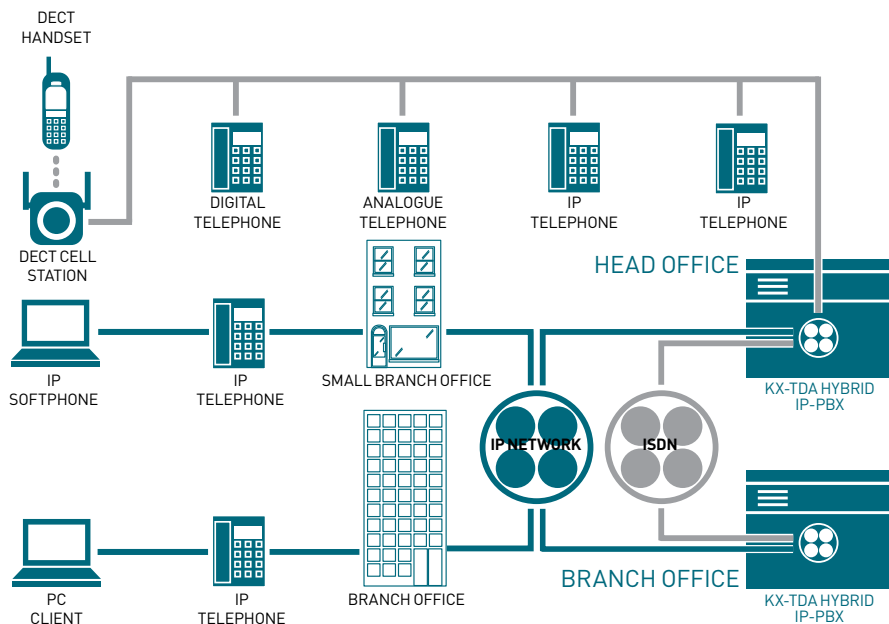 DECT
HANDSET
DIGITAL
TELEPHONE
ANALOGUE
TELEPHONE
IP
TELEPHONE
IP
TELEPHONE
DECT CELL
STATION
HEAD OFFICE
IP
SOFTPHONE
IP
TELEPHONE
SMALL BRANCH OFFICE
KX-TDA HYBRID
IP-PBX
IP NETWORK
ISDN
BRANCH OFFICE
PC
CLIENT
IP
TELEPHONE
BRANCH OFFICE
KX-TDA HYBRID
IP-PBX